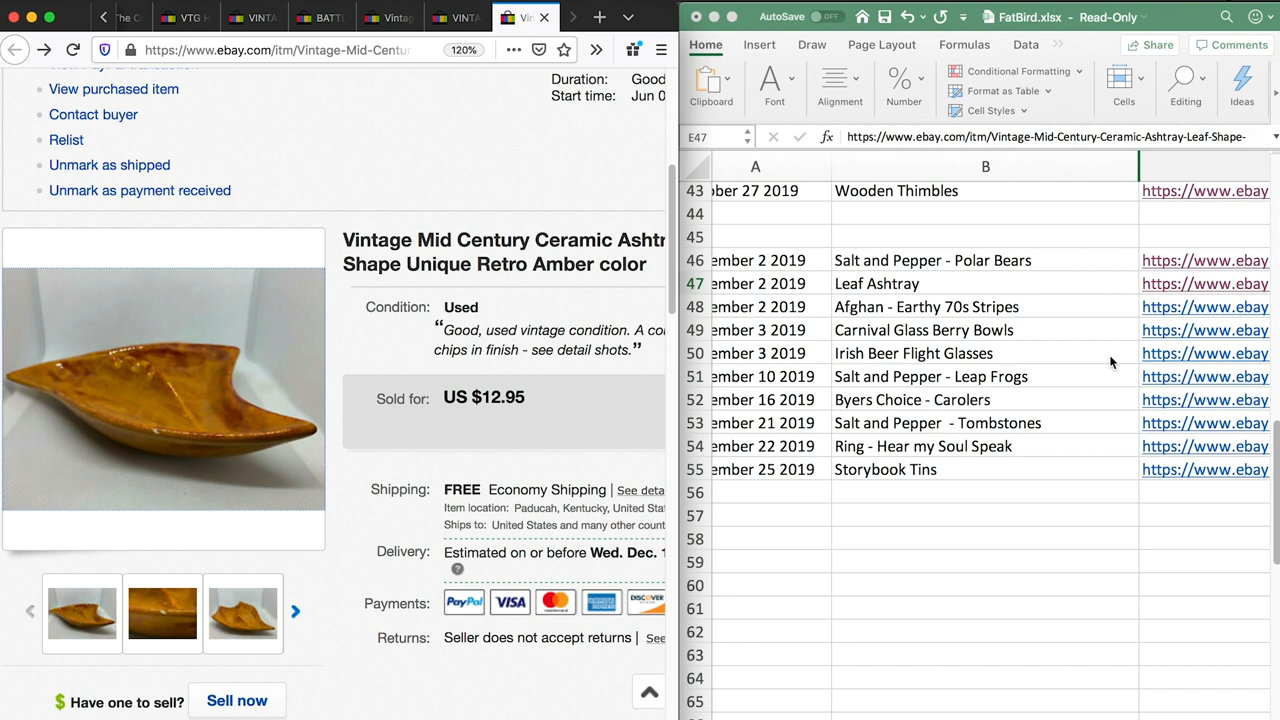 The C
VTG H
VINTA
BATTL
Vintag
VINTA
Vin
https://www.ebay.com/itm/Vintage-Mid-Centur
120%
View purchased item
Contact buyer
Relist
Unmark as shipped
Unmark as payment received
Duration: Good
Start time: Jun 0
Vintage Mid Century Ceramic Ashtr
Shape Unique Retro Amber color
Condition: Used
“Good, used vintage condition. A cou
chips in finish - see detail shots.”
Sold for: US $12.95
Shipping: FREE Economy Shipping | See deta
Item location: Paducah, Kentucky, United Stat
Ships to: United States and many other count
Delivery: Estimated on or before Wed. Dec. 1
?
Payments: PayPal VISA MasterCard AMERICAN EXPRESS DISCOVER
Returns: Seller does not accept returns | See
$ Have one to sell? Sell now
AutoSave OFF
FatBird.xlsx - Read-Only
Home Insert Draw Page Layout Formulas Data
Share
Comments
Clipboard
Font
Alignment
Number
Conditional Formatting
Format as Table
Cell Styles
Cells
Editing
Ideas
E47
fx
https://www.ebay.com/itm/Vintage-Mid-Century-Ceramic-Ashtray-Leaf-Shape-
A B
43 ober 27 2019 Wooden Thimbles https://www.ebay
44
45
46 ember 2 2019 Salt and Pepper - Polar Bears https://www.ebay
47 ember 2 2019 Leaf Ashtray https://www.ebay
48 ember 2 2019 Afghan - Earthy 70s Stripes https://www.ebay
49 ember 3 2019 Carnival Glass Berry Bowls https://www.ebay
50 ember 3 2019 Irish Beer Flight Glasses https://www.ebay
51 ember 10 2019 Salt and Pepper - Leap Frogs https://www.ebay
52 ember 16 2019 Byers Choice - Carolers https://www.ebay
53 ember 21 2019 Salt and Pepper - Tombstones https://www.ebay
54 ember 22 2019 Ring - Hear my Soul Speak https://www.ebay
55 ember 25 2019 Storybook Tins https://www.ebay
56
57
58
59
60
61
62
63
64
65